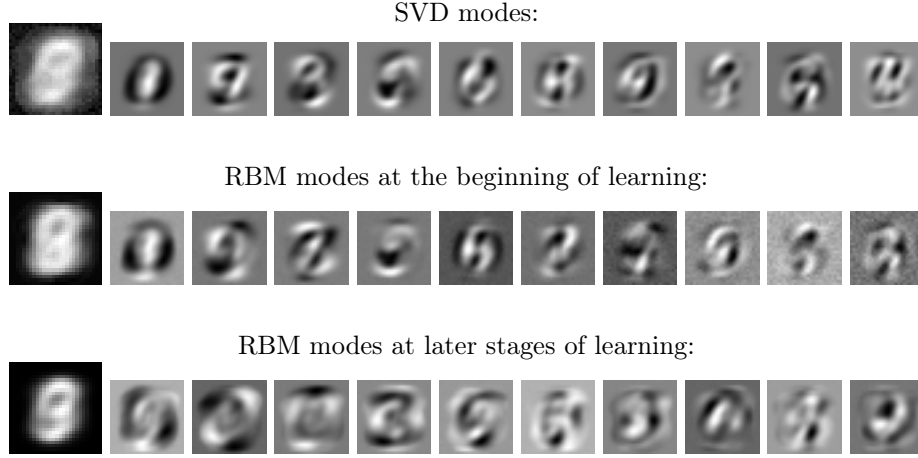 SVD modes:
RBM modes at the beginning of learning:
RBM modes at later stages of learning: